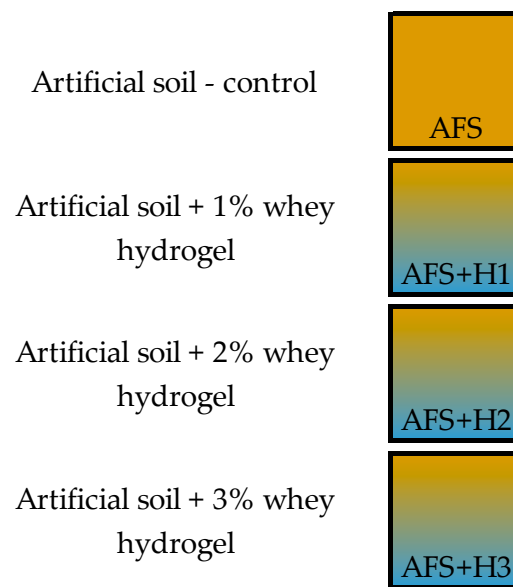 Artificial soil - control
AFS
Artificial soil + 1% whey
hydrogel
AFS+H1
Artificial soil + 2% whey
hydrogel
AFS+H2
Artificial soil + 3% whey
hydrogel
AFS+H3